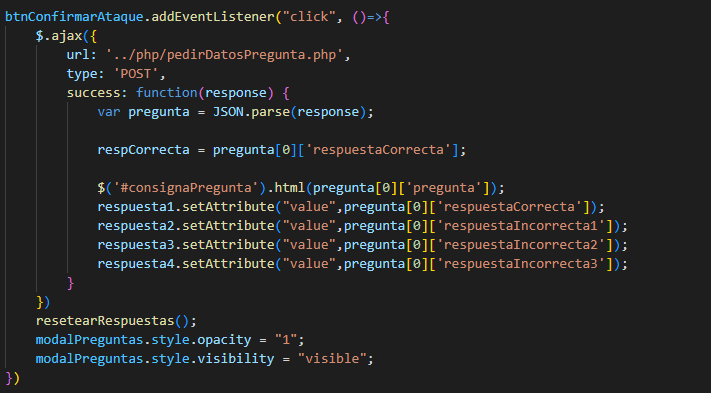 btnConfirmarAtaque.addEventListener("click", ()=>{
    $.ajax({
        url: '../php/pedirDatosPregunta.php',
        type: 'POST',
        success: function(response) {
            var pregunta = JSON.parse(response);

            respCorrecta = pregunta[0]['respuestaCorrecta'];

            $('#consignaPregunta').html(pregunta[0]['pregunta']);
            respuesta1.setAttribute("value",pregunta[0]['respuestaCorrecta']);
            respuesta2.setAttribute("value",pregunta[0]['respuestaIncorrecta1']);
            respuesta3.setAttribute("value",pregunta[0]['respuestaIncorrecta2']);
            respuesta4.setAttribute("value",pregunta[0]['respuestaIncorrecta3']);
        }
    })
    resetearRespuestas();
    modalPreguntas.style.opacity = "1";
    modalPreguntas.style.visibility = "visible";
})